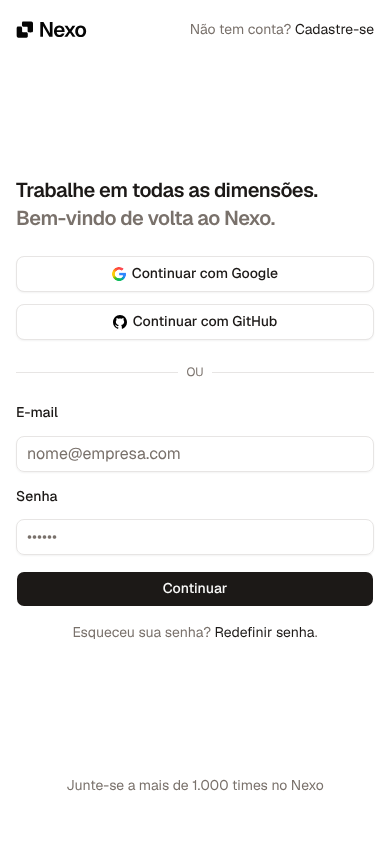 Nexo
Não tem conta? Cadastre-se
Trabalhe em todas as dimensões.
Bem-vindo de volta ao Nexo.
Continuar com Google
Continuar com GitHub
OU
E-mail
nome@empresa.com
Senha
••••••
Continuar
Esqueceu sua senha? Redefinir senha.
Junte-se a mais de 1.000 times no Nexo